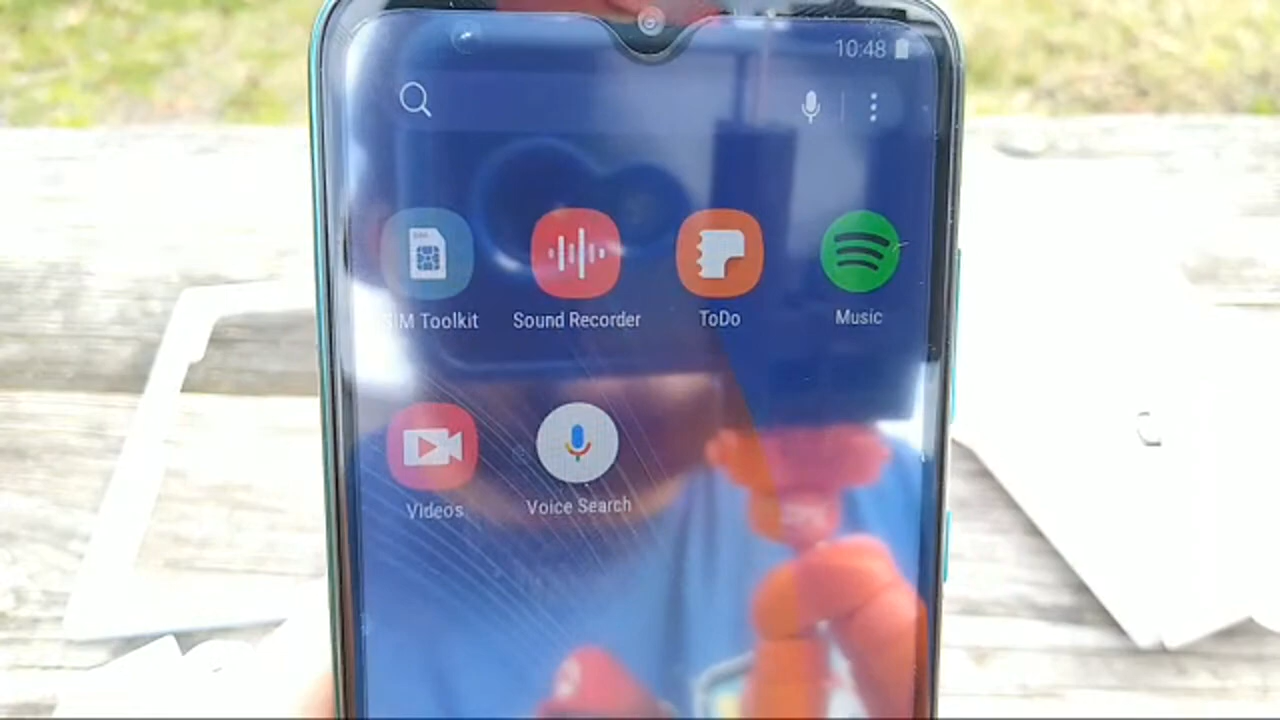 10:48
SIM Toolkit
Sound Recorder
ToDo
Music
Videos
Voice Search